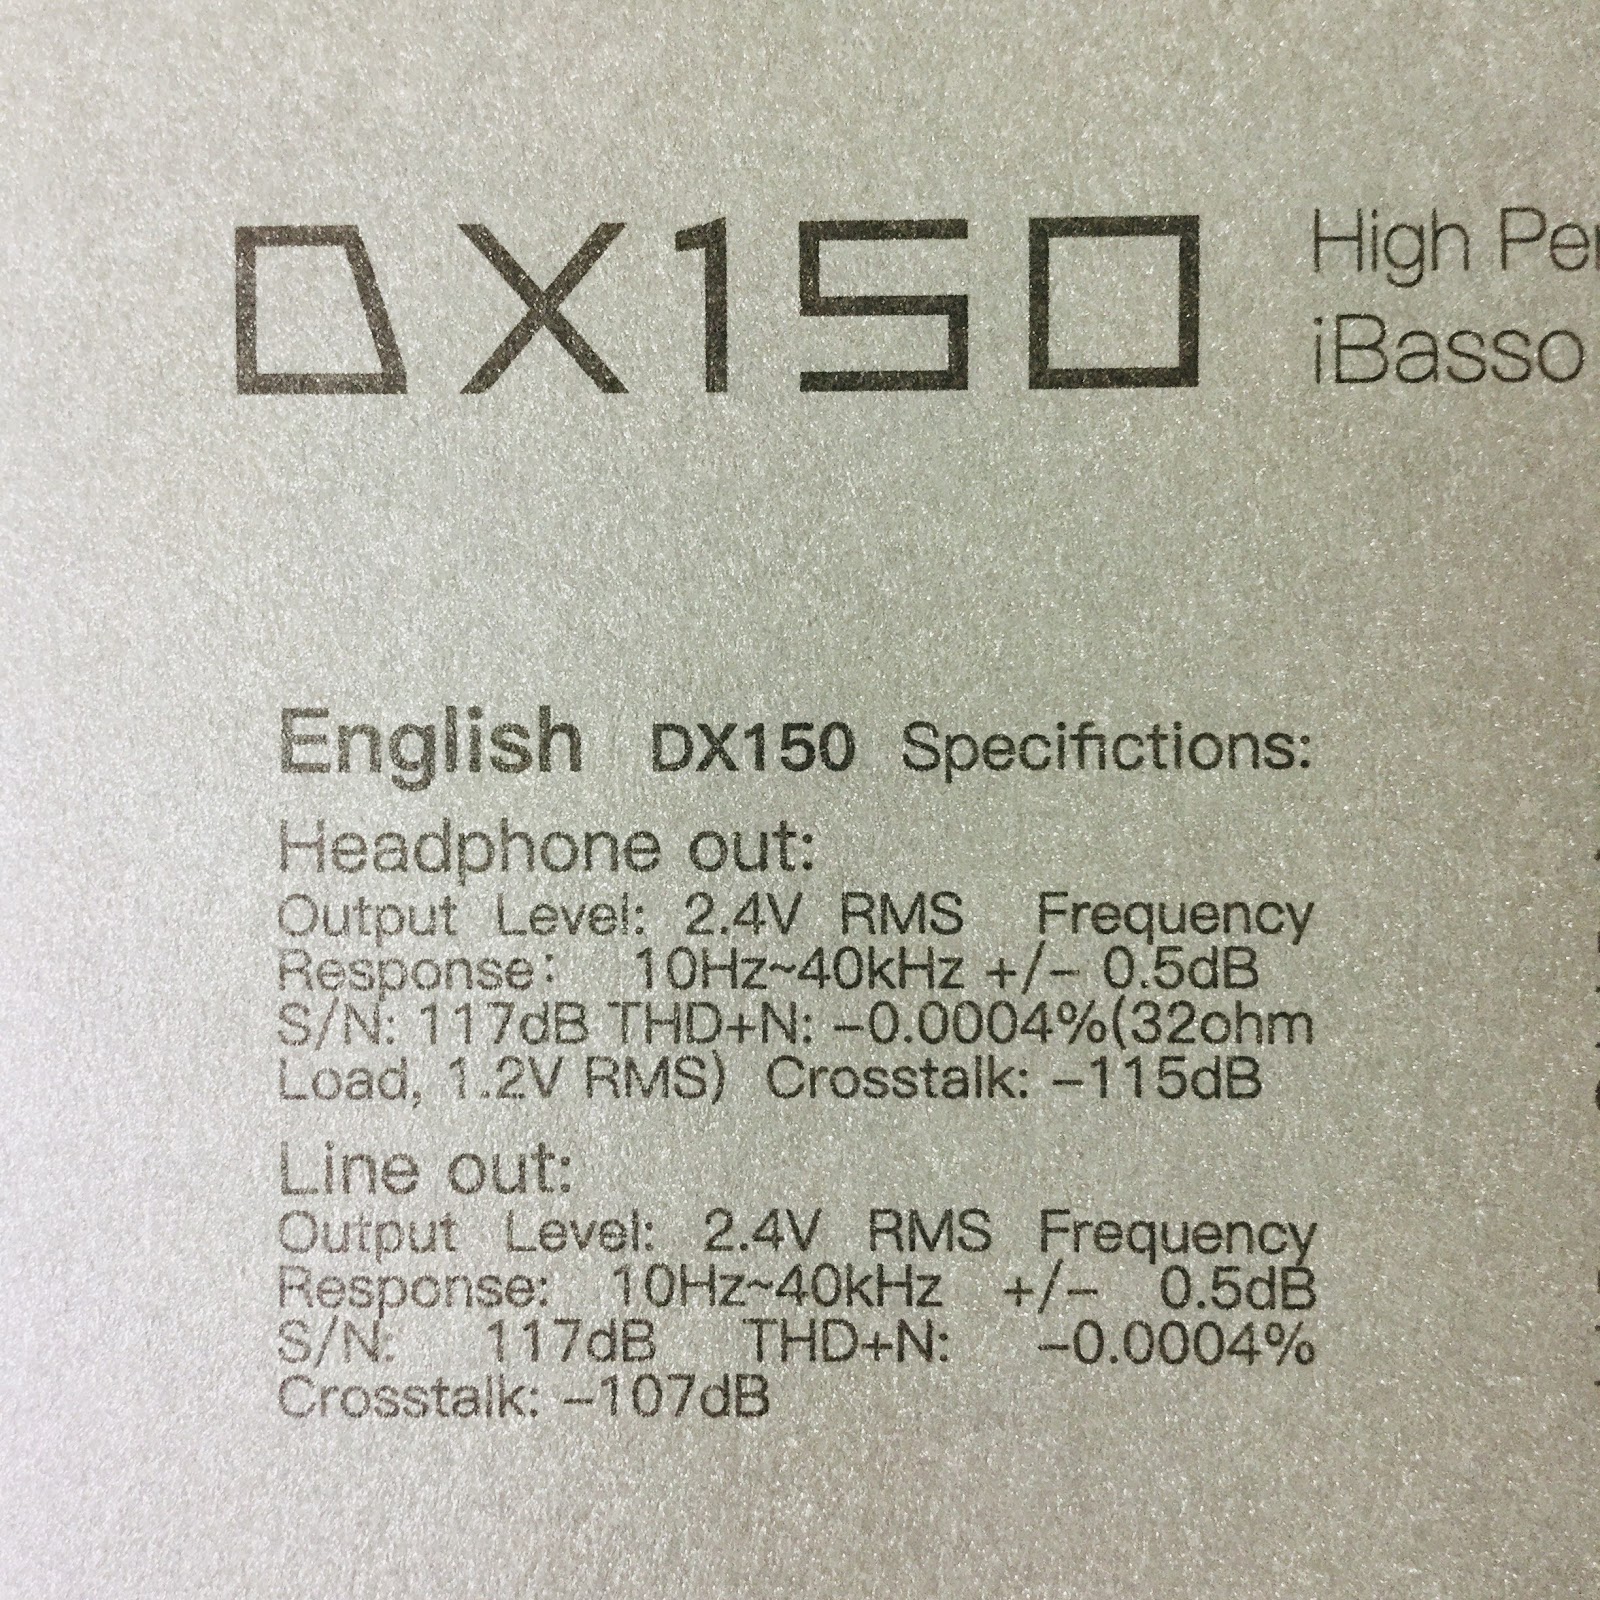 DX150
High Per
iBasso
English DX150 Specifictions:
Headphone out:
Output Level: 2.4V RMS Frequency
Response: 10Hz~40kHz +/− 0.5dB
S/N: 117dB THD+N: −0.0004%(32ohm
Load, 1.2V RMS) Crosstalk: −115dB
Line out:
Output Level: 2.4V RMS Frequency
Response: 10Hz~40kHz +/− 0.5dB
S/N: 117dB THD+N: −0.0004%
Crosstalk: −107dB